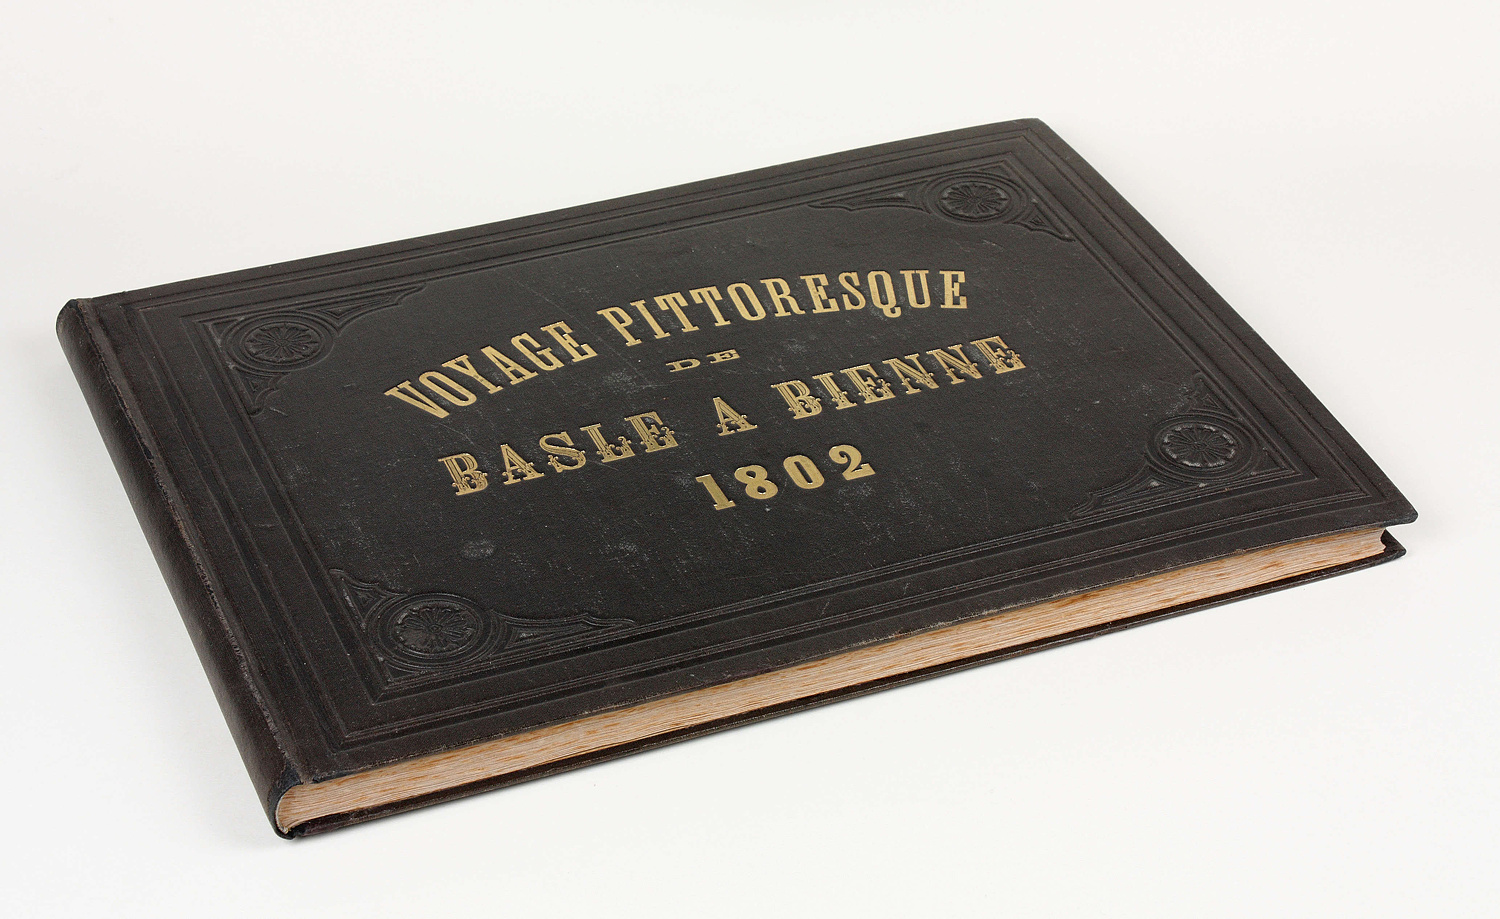 VOYAGE PITTORESQUE
DE
BASLE A BIENNE
1802